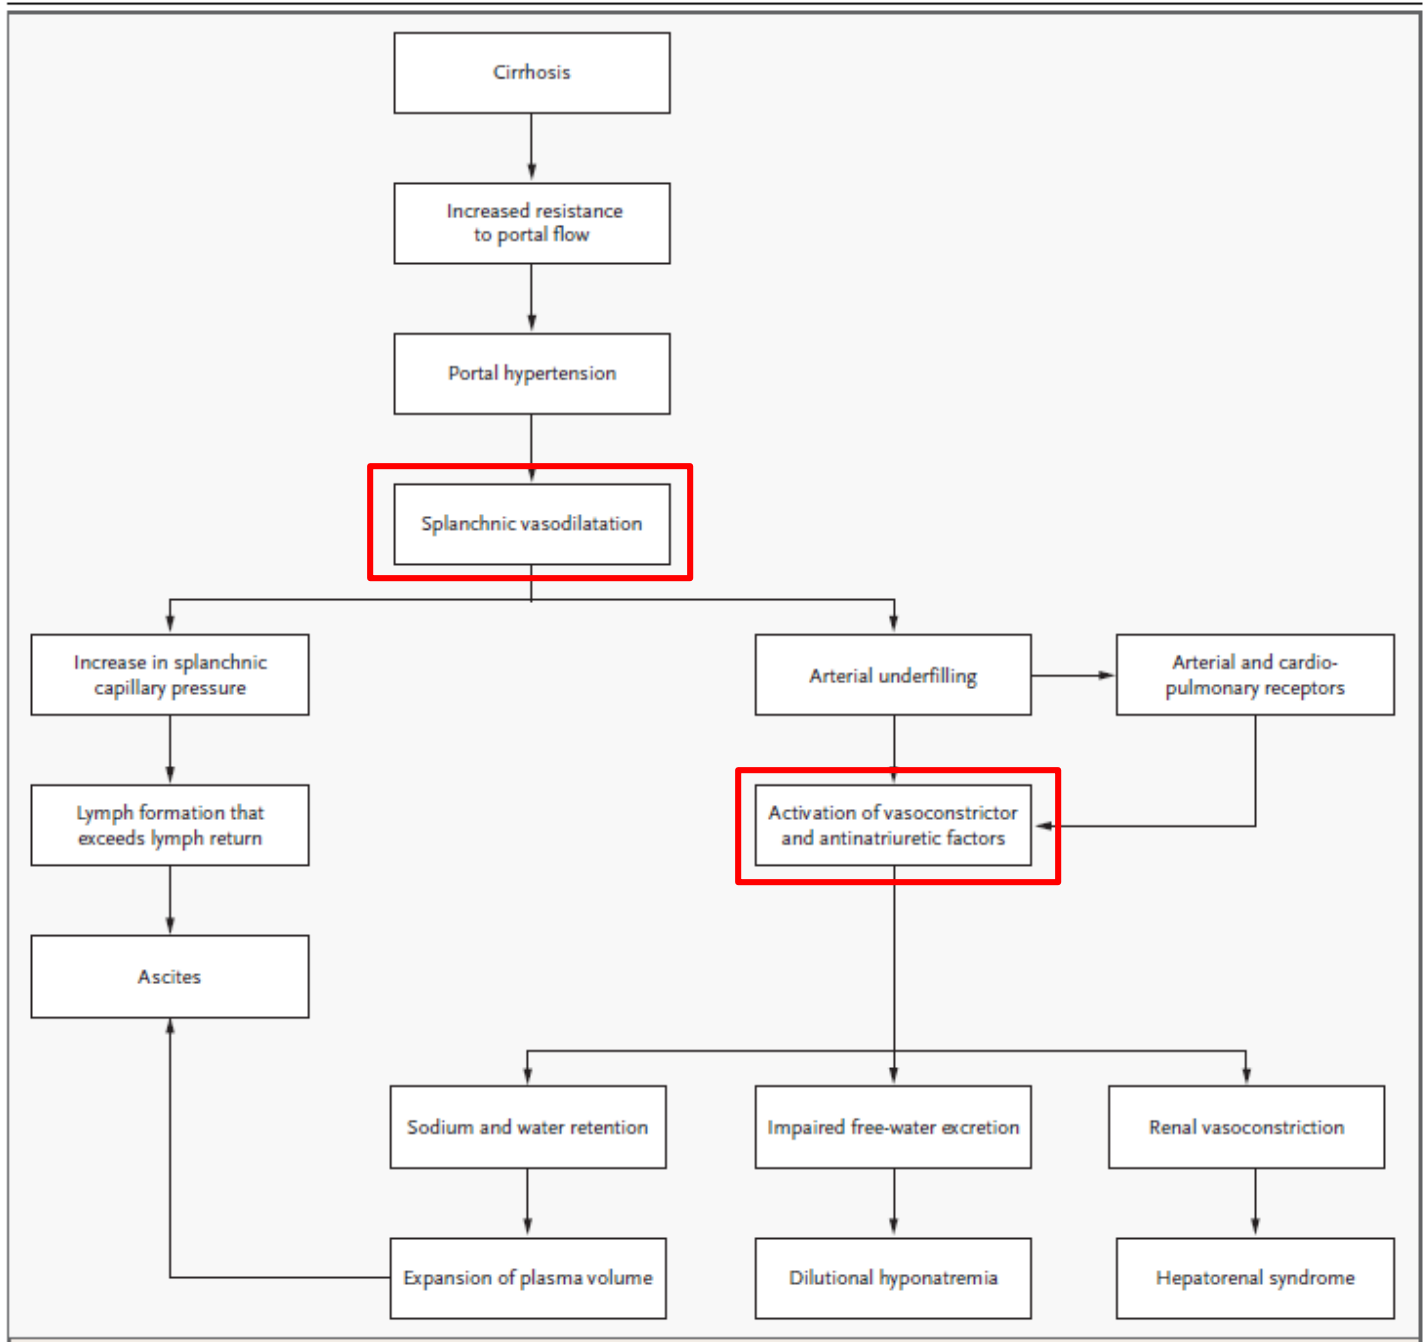 Cirrhosis
Increased resistance
to portal flow
Portal hypertension
Splanchnic vasodilatation
Increase in splanchnic
capillary pressure
Arterial underfilling
Arterial and cardio-
pulmonary receptors
Lymph formation that
exceeds lymph return
Activation of vasoconstrictor
and antinatriuretic factors
Ascites
Sodium and water retention
Impaired free-water excretion
Renal vasoconstriction
Expansion of plasma volume
Dilutional hyponatremia
Hepatorenal syndrome